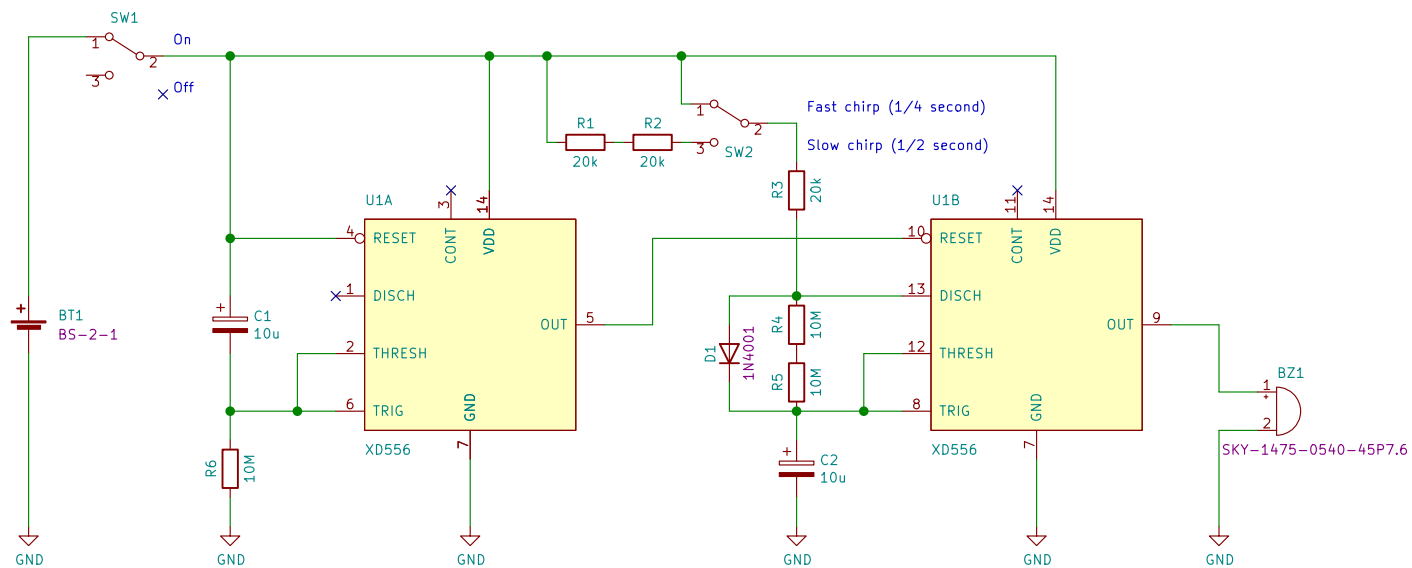 SW1
On
1
2
3
Off
Fast chirp (1/4 second)
1
2
R1
R2
3
SW2
Slow chirp (1/2 second)
20k
20k
R3
20k
U1A
3
14
U1B
11
14
4
RESET
CONT
VDD
10
RESET
CONT
VDD
1
DISCH
13
DISCH
BT1
BS-2-1
C1
10u
OUT
5
R4
10M
OUT
9
D1
1N4001
2
THRESH
12
THRESH
R5
10M
BZ1
1
2
6
TRIG
GND
8
TRIG
GND
7
XD556
7
XD556
SKY-1475-0540-45P7.6
R6
10M
C2
10u
GND
GND
GND
GND
GND
GND